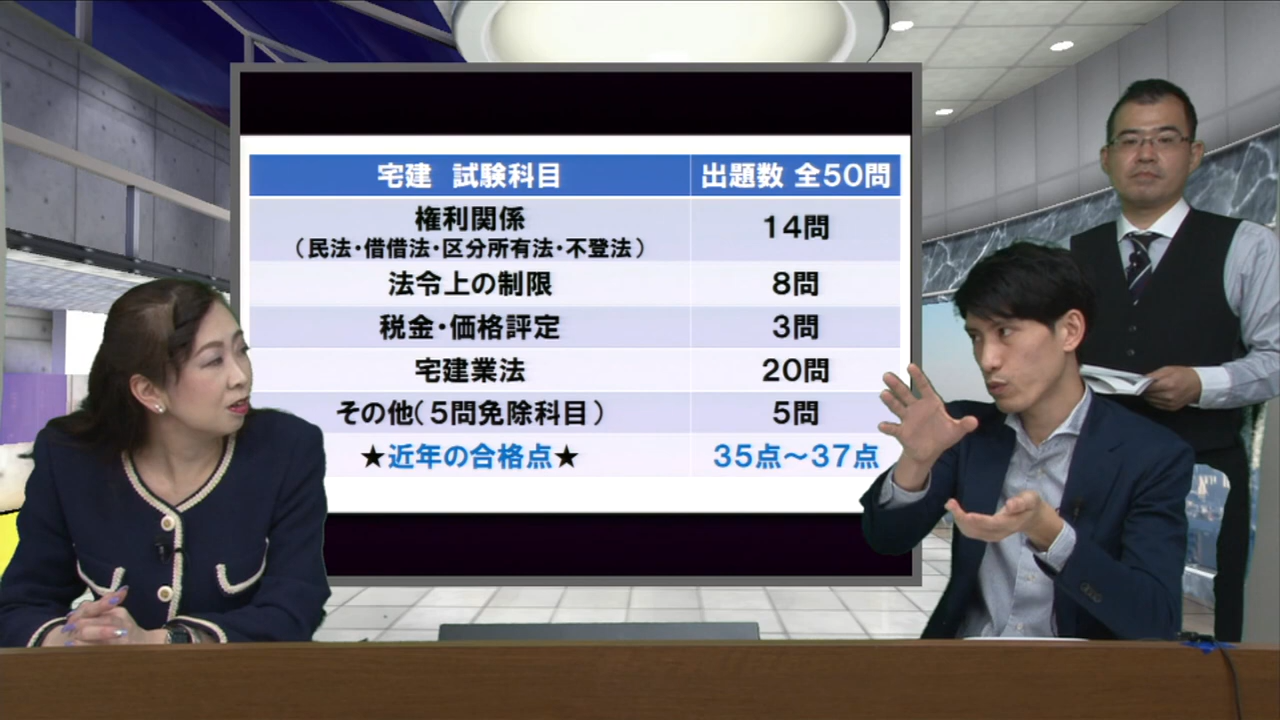 宅建 試験科目 出題数 全50問
権利関係
(民法・借借法・区分所有法・不登法) 14問
法令上の制限 8問
税金・価格評定 3問
宅建業法 20問
その他(5問免除科目) 5問
★近年の合格点★ 35点〜37点